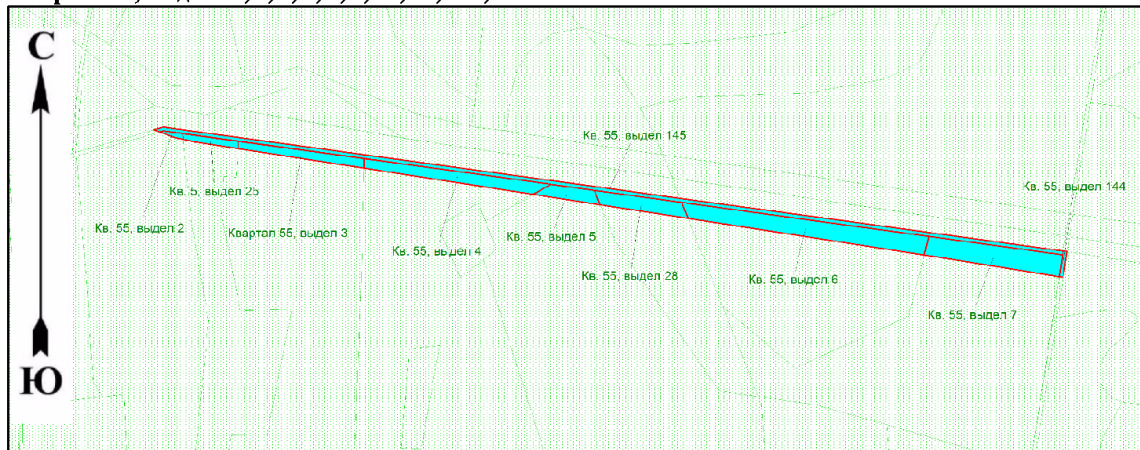 С
Кв. 55, выдел 145
Кв. 55, выдел 144
Кв. 5, выдел 25
Кв. 55, выдел 2
Квартал 55, выдел 3
Кв. 55, выдел 4
Кв. 55, выдел 5
Кв. 55, выдел 28
Кв. 55, выдел 6
Кв. 55, выдел 7
Ю